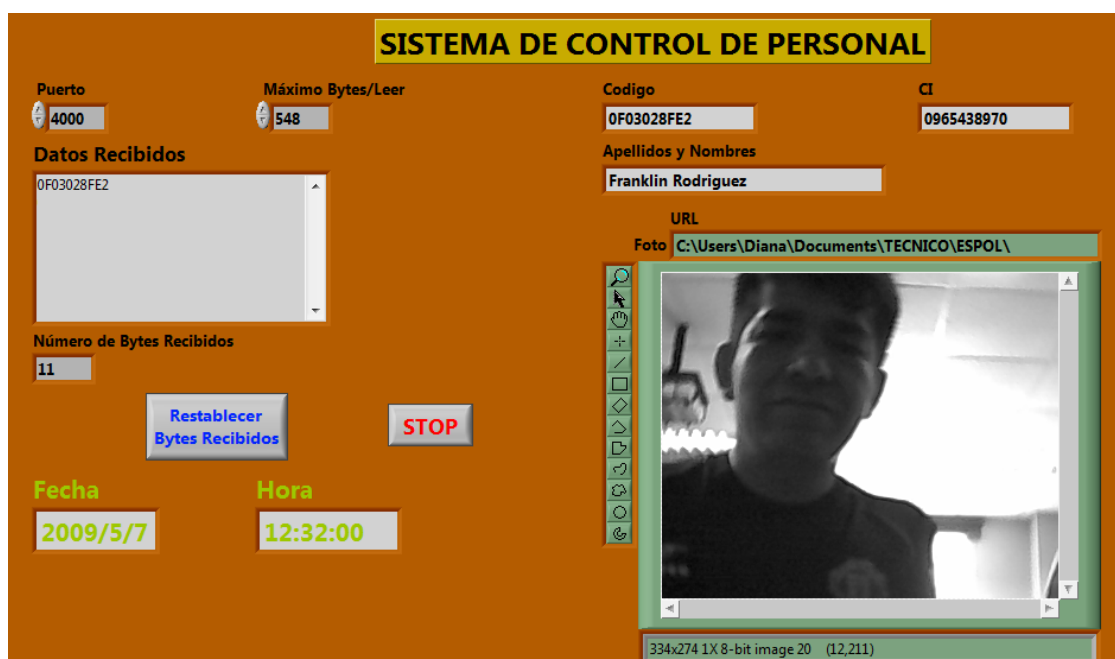 SISTEMA DE CONTROL DE PERSONAL
Puerto
4000
Máximo Bytes/Leer
548
Datos Recibidos
0F03028FE2
Número de Bytes Recibidos
11
Restablecer
Bytes Recibidos
STOP
Fecha
2009/5/7
Hora
12:32:00
Codigo
0F03028FE2
CI
0965438970
Apellidos y Nombres
Franklin Rodriguez
URL
Foto C:\Users\Diana\Documents\TECNICO\ESPOL\
334x274 1X 8-bit image 20 (12,211)